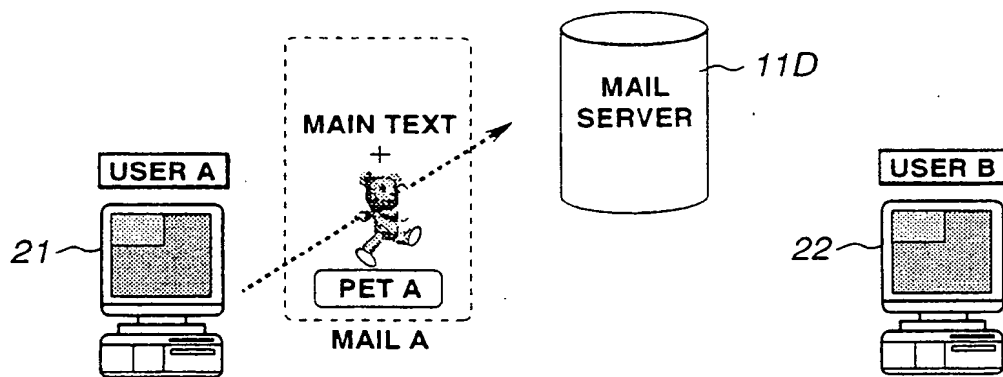 11D
MAIL
SERVER
MAIN TEXT
+
USER A
USER B
21
22
PET A
MAIL A